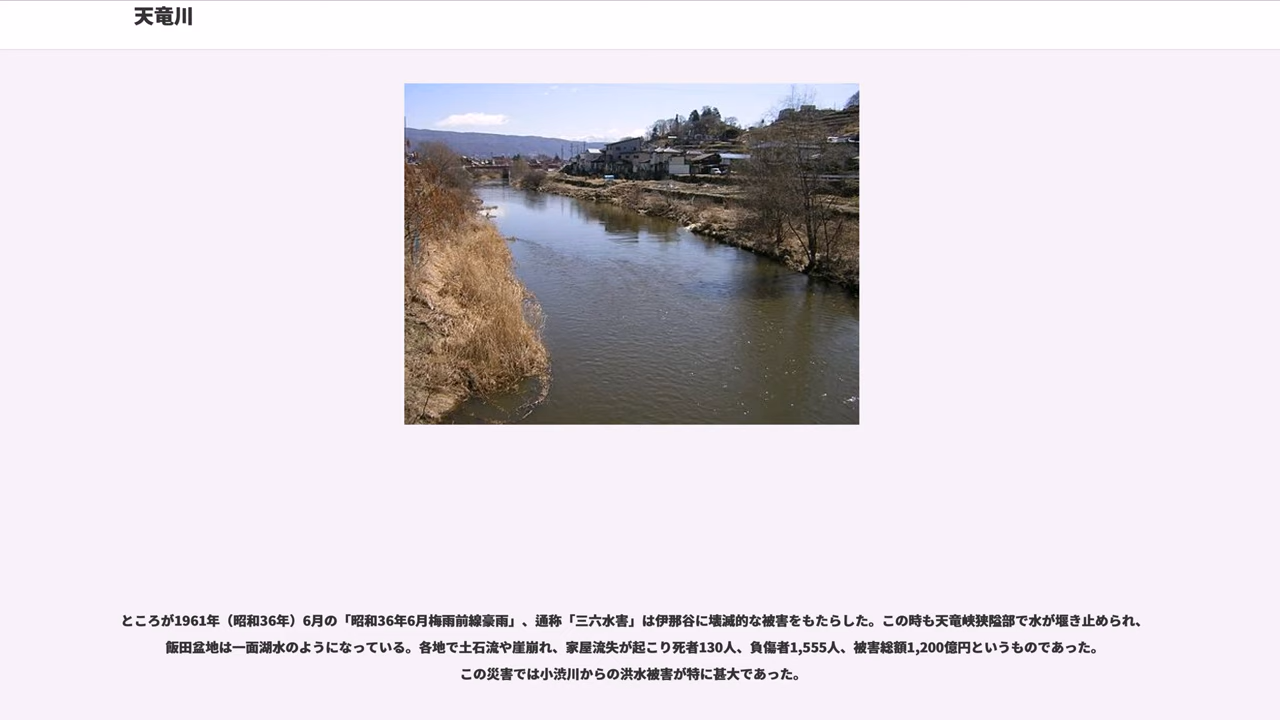 天竜川
ところが1961年（昭和36年）6月の「昭和36年6月梅雨前線豪雨」、通称「三六水害」は伊那谷に壊滅的な被害をもたらした。この時も天竜峡狭隘部で水が堰き止められ、
飯田盆地は一面湖水のようになっている。各地で土石流や崖崩れ、家屋流失が起こり死者130人、負傷者1,555人、被害総額1,200億円というものであった。
この災害では小渋川からの洪水被害が特に甚大であった。